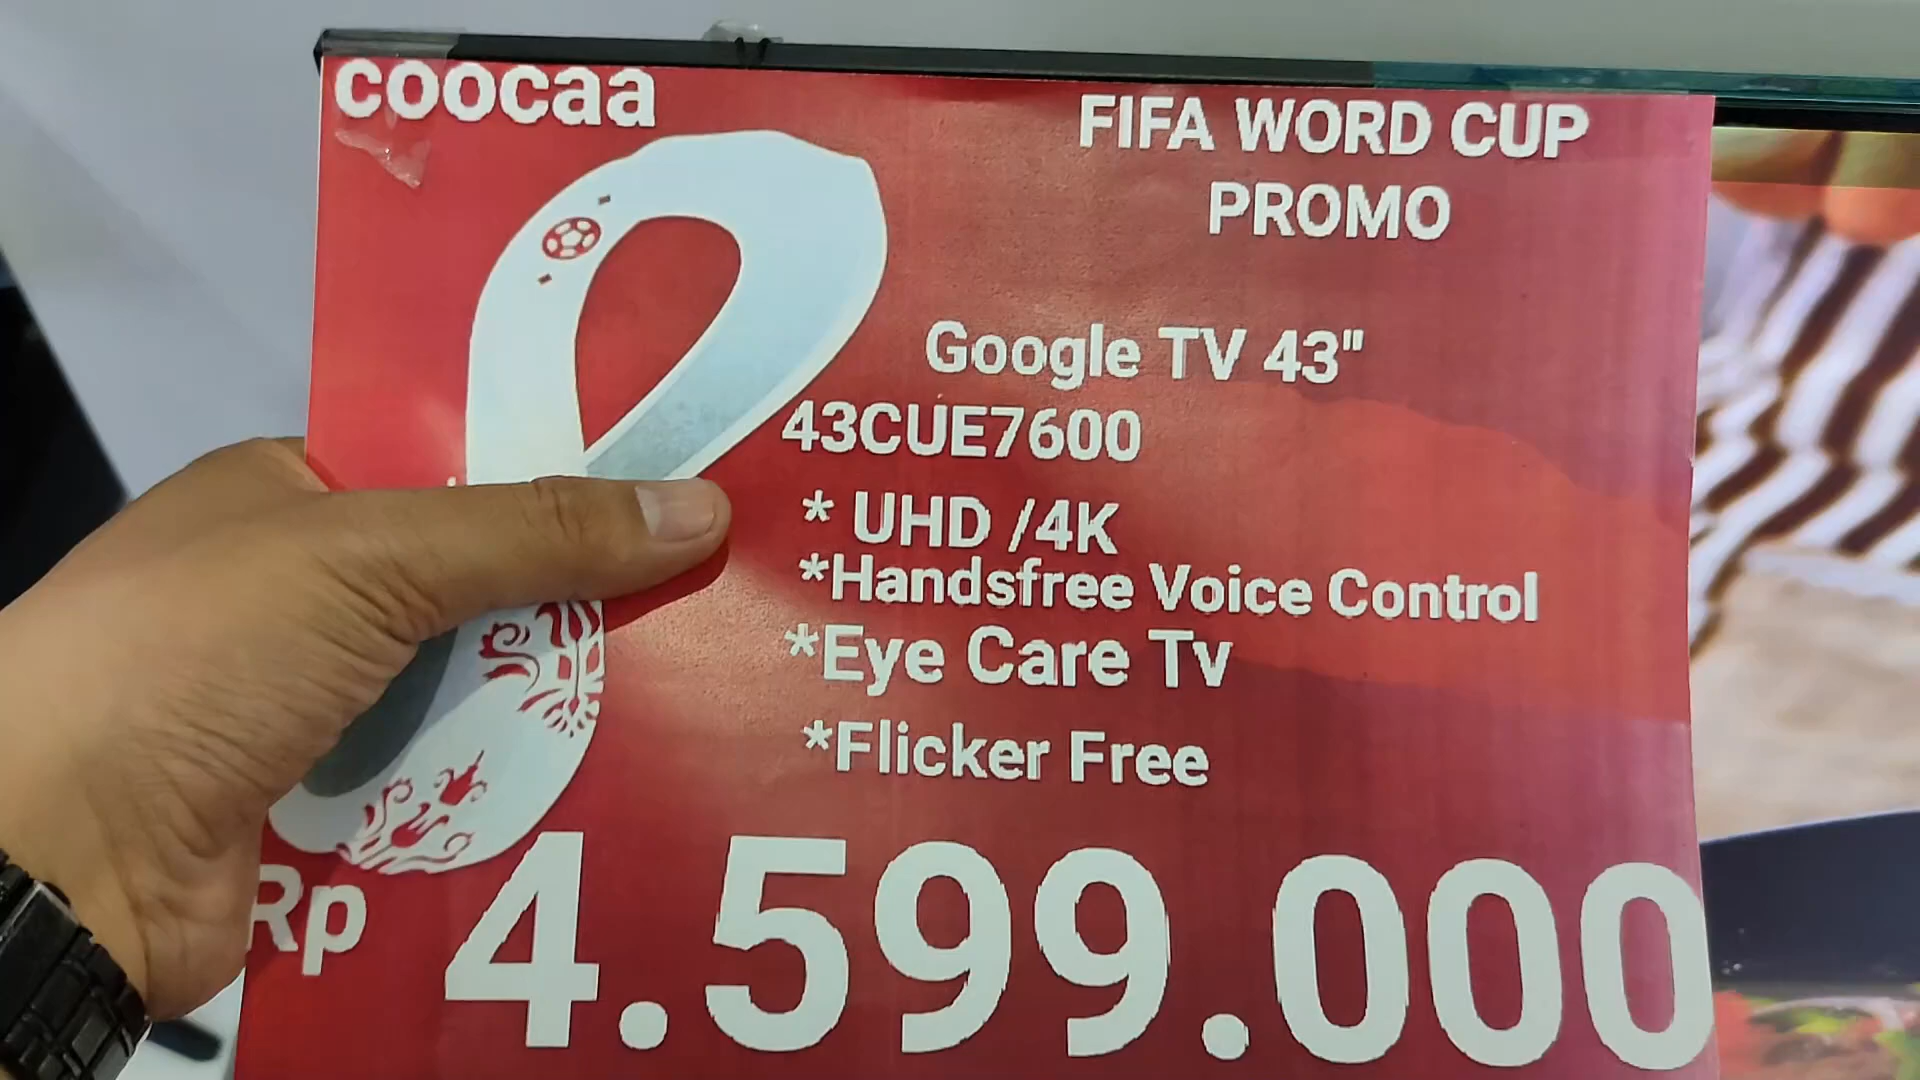 coocaa
FIFA WORD CUP
PROMO
Google TV 43"
43CUE7600
* UHD /4K
*Handsfree Voice Control
*Eye Care Tv
*Flicker Free
Rp 4.599.000